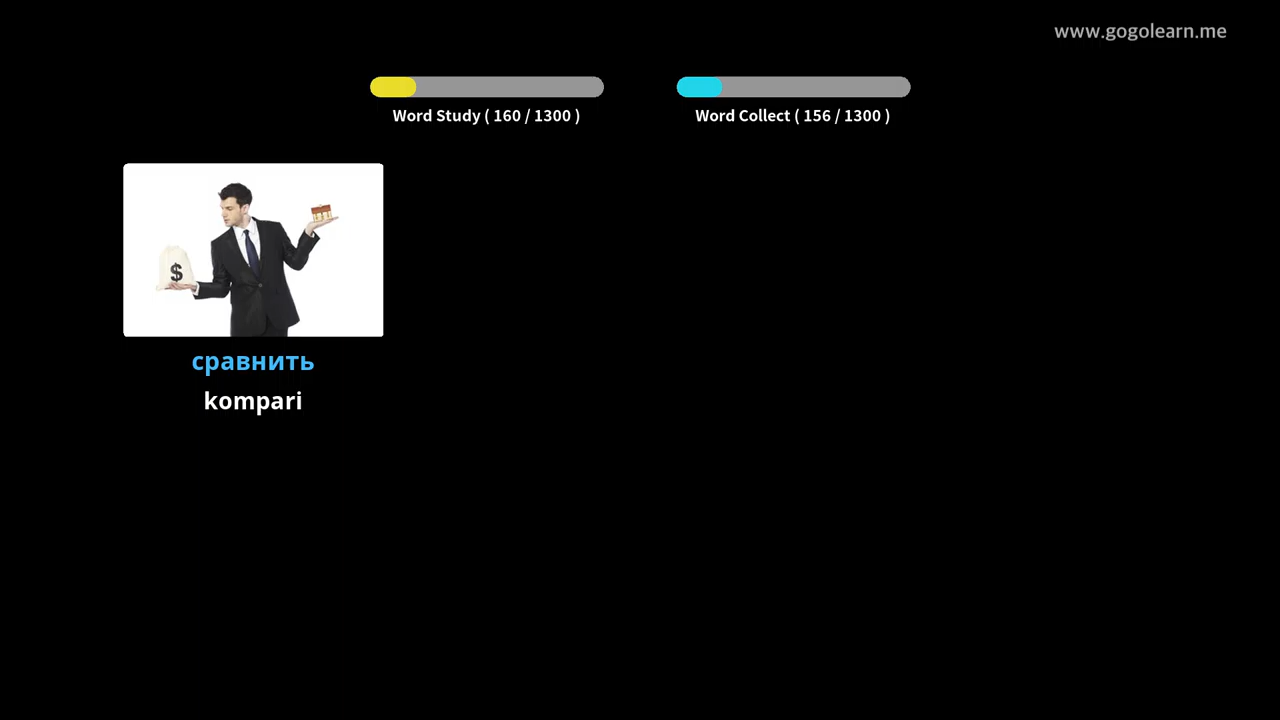 www.gogolearn.me
Word Study ( 160 / 1300 )
Word Collect ( 156 / 1300 )
$
сравнить
kompari